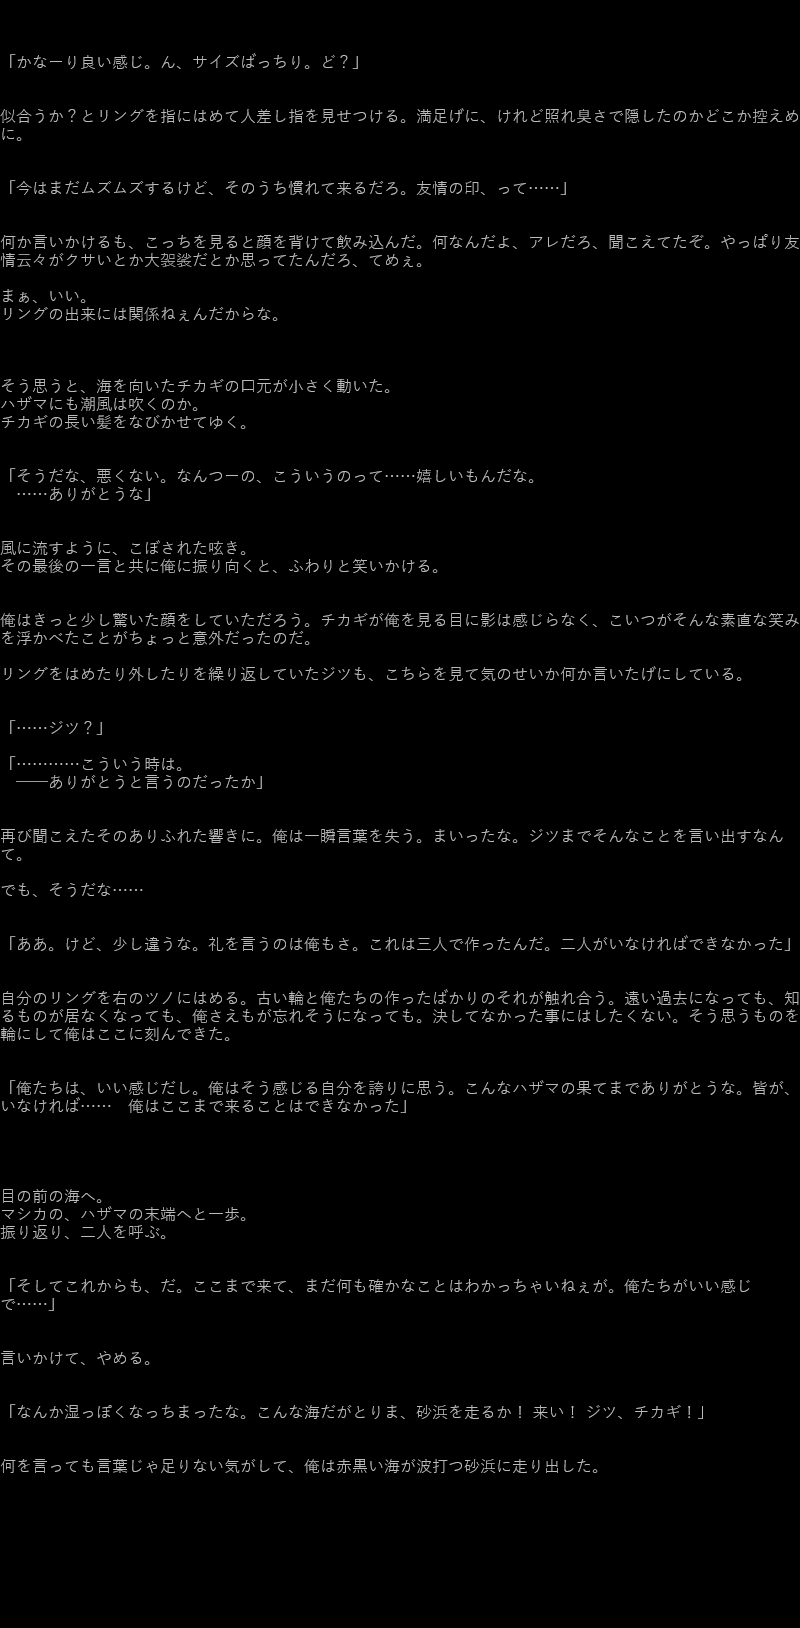 「かなーり良い感じ。ん、サイズばっちり。ど？」
似合うか？とリングを指にはめて人差し指を見せつける。満足げに、けれど照れ臭さで隠したのかどこか控えめ
に。
「今はまだムズムズするけど、そのうち慣れて来るだろ。友情の印、って……」
何か言いかけるも、こっちを見ると顔を背けて飲み込んだ。何なんだよ、アレだろ、聞こえてたぞ。やっぱり友
情云々がクサいとか大袈裟だとか思ってたんだろ、てめぇ。
まぁ、いい。
リングの出来には関係ねぇんだからな。
そう思うと、海を向いたチカギの口元が小さく動いた。
ハザマにも潮風は吹くのか。
チカギの長い髪をなびかせてゆく。
「そうだな、悪くない。なんつーの、こういうのって……嬉しいもんだな。
　……ありがとうな」
風に流すように、こぼされた呟き。
その最後の一言と共に俺に振り向くと、ふわりと笑いかける。
俺はきっと少し驚いた顔をしていただろう。チカギが俺を見る目に影は感じらなく、こいつがそんな素直な笑み
を浮かべたことがちょっと意外だったのだ。
リングをはめたり外したりを繰り返していたジツも、こちらを見て気のせいか何か言いたげにしている。
「……ジツ？」
「…………こういう時は。
　――ありがとうと言うのだったか」
再び聞こえたそのありふれた響きに。俺は一瞬言葉を失う。まいったな。ジツまでそんなことを言い出すなん
て。
でも、そうだな……
「ああ。けど、少し違うな。礼を言うのは俺もさ。これは三人で作ったんだ。二人がいなければできなかった」
自分のリングを右のツノにはめる。古い輪と俺たちの作ったばかりのそれが触れ合う。遠い過去になっても、知
るものが居なくなっても、俺さえもが忘れそうになっても。決してなかった事にはしたくない。そう思うものを
輪にして俺はここに刻んできた。
「俺たちは、いい感じだし。俺はそう感じる自分を誇りに思う。こんなハザマの果てまでありがとうな。皆が、
いなければ……　俺はここまで来ることはできなかった」
目の前の海へ。
マシカの、ハザマの末端へと一歩。
振り返り、二人を呼ぶ。
「そしてこれからも、だ。ここまで来て、まだ何も確かなことはわかっちゃいねぇが。俺たちがいい感じ
で……」
言いかけて、やめる。
「なんか湿っぽくなっちまったな。こんな海だがとりま、砂浜を走るか！ 来い！ ジツ、チカギ！」
何を言っても言葉じゃ足りない気がして、俺は赤黒い海が波打つ砂浜に走り出した。